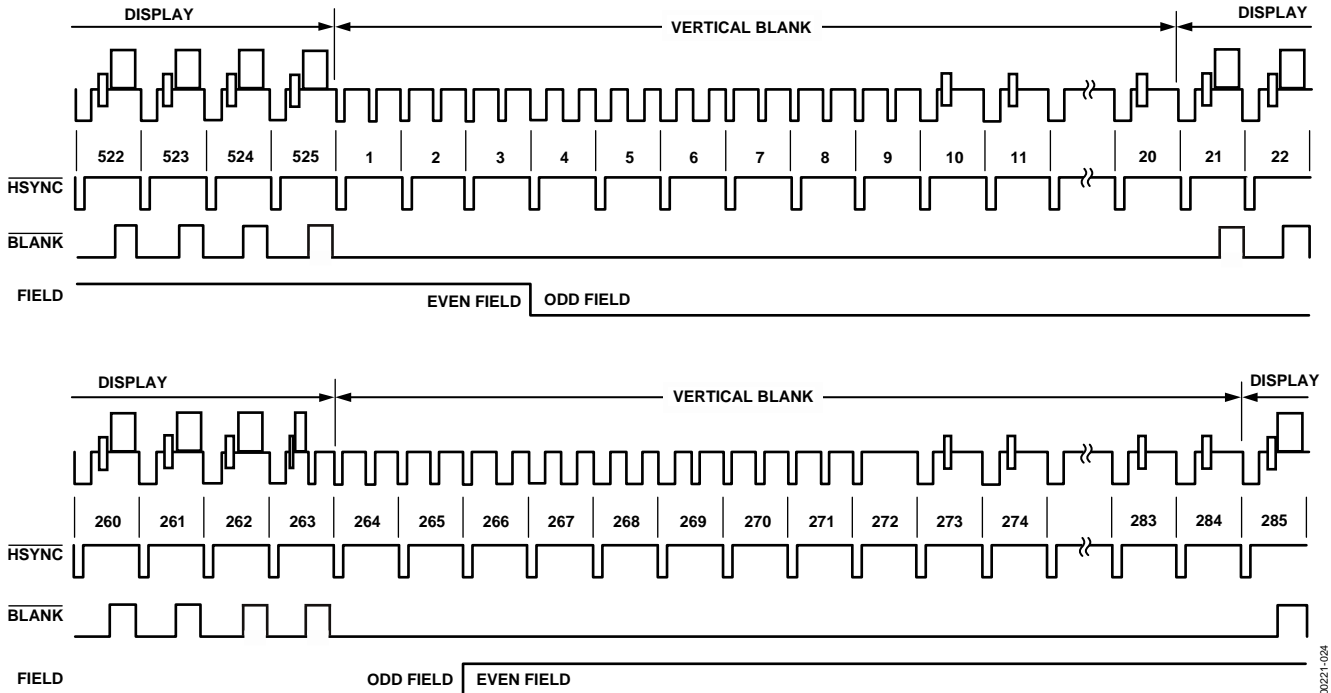 DISPLAY VERTICAL BLANK DISPLAY
522 523 524 525 1 2 3 4 5 6 7 8 9 10 11 20 21 22
HSYNC
BLANK
FIELD EVEN FIELD ODD FIELD
DISPLAY VERTICAL BLANK DISPLAY
260 261 262 263 264 265 266 267 268 269 270 271 272 273 274 283 284 285
HSYNC
BLANK
FIELD ODD FIELD EVEN FIELD
00221-024